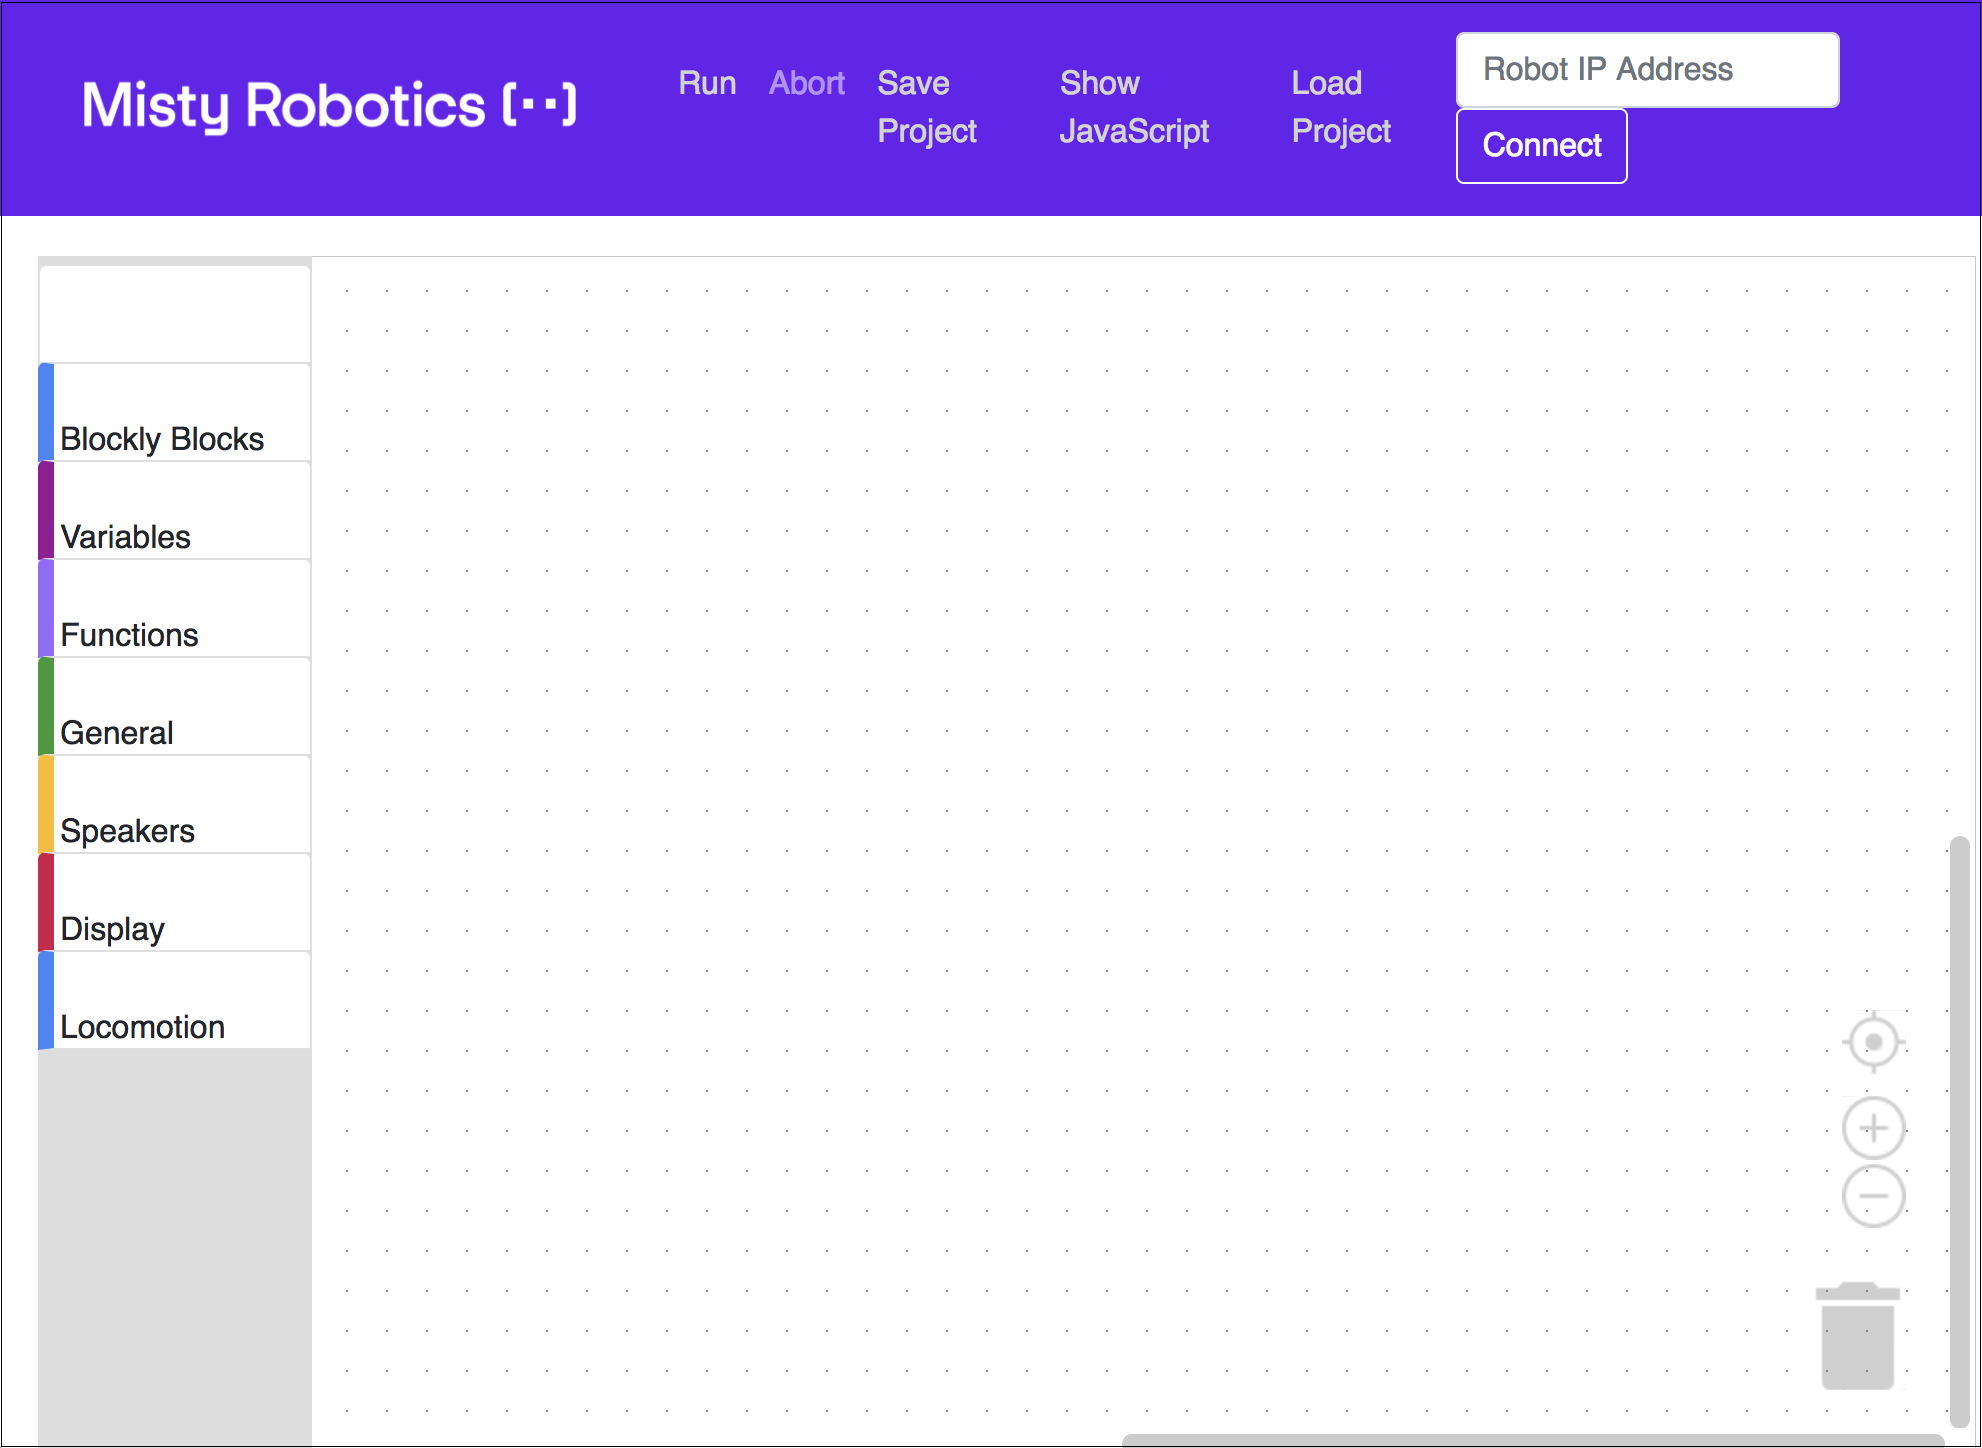 Misty Robotics (··)
Run Abort Save Project Show JavaScript Load Project
Robot IP Address
Connect
Blockly Blocks
Variables
Functions
General
Speakers
Display
Locomotion